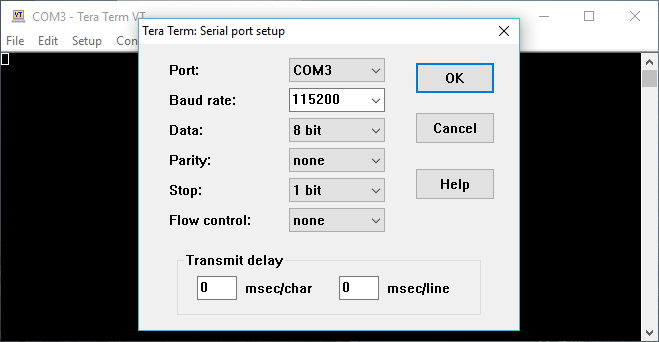 VT COM3 - Tera Term VT
File Edit Setup Con
Tera Term: Serial port setup
Port: COM3
Baud rate: 115200
Data: 8 bit
Parity: none
Stop: 1 bit
Flow control: none
OK
Cancel
Help
Transmit delay
0 msec/char 0 msec/line